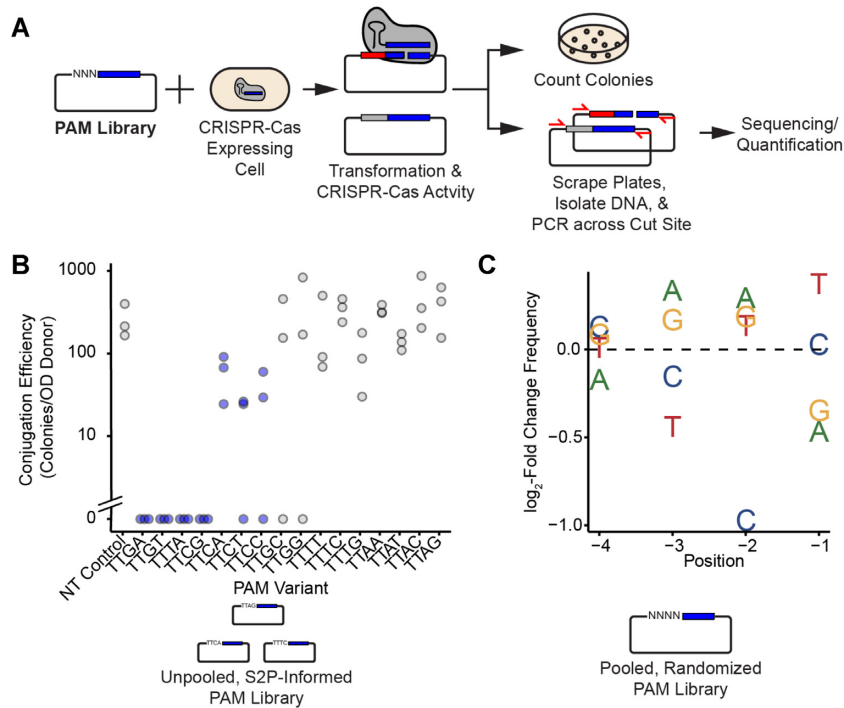 A
NNN
PAM Library
CRISPR-Cas
Expressing
Cell
Transformation &
CRISPR-Cas Actvity
Count Colonies
Scrape Plates,
Isolate DNA, &
PCR across Cut Site
Sequencing/
Quantification
B
Conjugation Efficiency
(Colonies/OD Donor)
1000
100
10
0
NT Control
TTGA
TTGT
TTTA
TTCG
TTCA
TTCT
TTCC
TTGC
TTGG
TTTT
TTTC
TTTG
TTAA
TTAT
TTAC
TTAG
PAM Variant
TTAG
TTCA
TTTC
Unpooled, S2P-Informed
PAM Library
C
log2-Fold Change Frequency
0.0
−0.5
−1.0
C
G
T
A
A
G
C
T
A
G
T
C
T
C
G
A
−4
−3
−2
−1
Position
NNNN
Pooled, Randomized
PAM Library